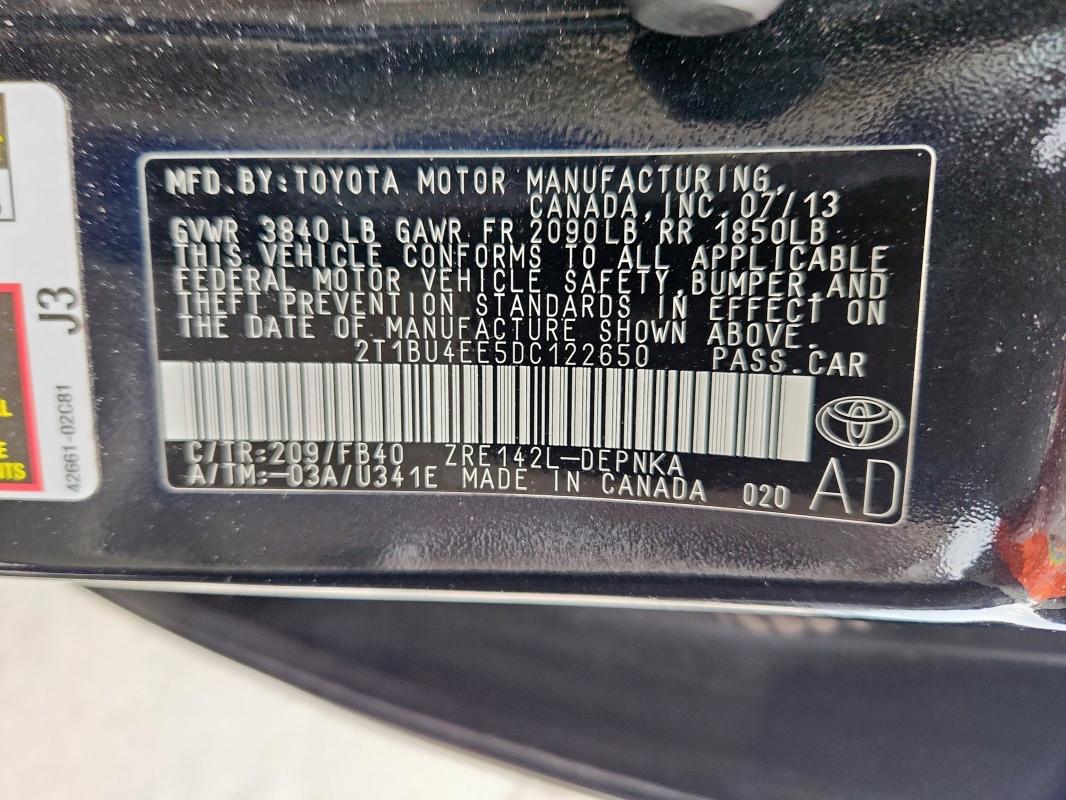 MFD.BY:TOYOTA MOTOR MANUFACTURING,
CANADA,INC.07/13
GVWR 3840 LB GAWR FR 2090LB RR 1850LB
THIS VEHICLE CONFORMS TO ALL APPLICABLE
FEDERAL MOTOR VEHICLE SAFETY,BUMPER,AND
THEFT PREVENTION STANDARDS IN EFFECT ON
THE DATE OF MANUFACTURE SHOWN ABOVE.
2T1BU4EE5DC122650 PASS.CAR
C/TR:209/FB40 ZRE142L-DEPNKA
A/TM:-03A/U341E MADE IN CANADA 020
AD
J3
42661-02C81